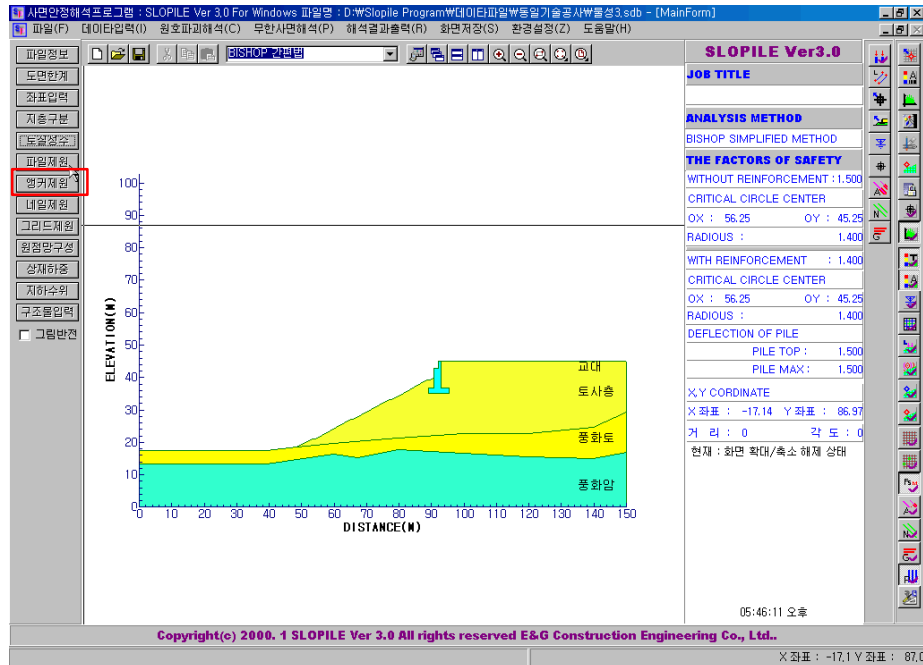 사면안정해석프로그램 : SLOPILE Ver 3.0 For Windows 파일명 : D:₩Slopile Program₩데이타파일₩동일기술공사₩물성3.sdb - [MainForm]
파일(F) 데이타입력(I) 원호파괴해석(C) 무한사면해석(P) 해석결과출력(R) 화면저장(S) 환경설정(Z) 도움말(H)
BISHOP 간편법
파일정보
도면한계
좌표입력
지층구분
토질성수
파일제원
앵커제원
네일제원
그리드제원
원점망구성
상재하중
지하수위
구조물입력
그림반전
ELEVATION(M)
100
90
80
70
60
50
40
30
20
10
0
0 10 20 30 40 50 60 70 80 90 100 110 120 130 140 150
DISTANCE(M)
교대
토사층
풍화토
풍화암
SLOPILE Ver3.0
JOB TITLE
ANALYSIS METHOD
BISHOP SIMPLIFIED METHOD
THE FACTORS OF SAFETY
WITHOUT REINFORCEMENT : 1.500
CRITICAL CIRCLE CENTER
OX : 56.25 OY : 45.25
RADIOUS : 1.400
WITH REINFORCEMENT : 1.400
CRITICAL CIRCLE CENTER
OX : 56.25 OY : 45.25
RADIOUS : 1.400
DEFLECTION OF PILE
PILE TOP : 1.500
PILE MAX : 1.500
X,Y CORDINATE
X 좌표 : -17.14 Y 좌표 : 86.97
거 리 : 0 각 도 : 0
현재 : 화면 확대/축소 해제 상태
05:46:11 오후
Copyright(c) 2000. 1 SLOPILE Ver 3.0 All rights reserved E&G Construction Engineering Co., Ltd..
X 좌표 : -17,1 Y 좌표 : 87,0